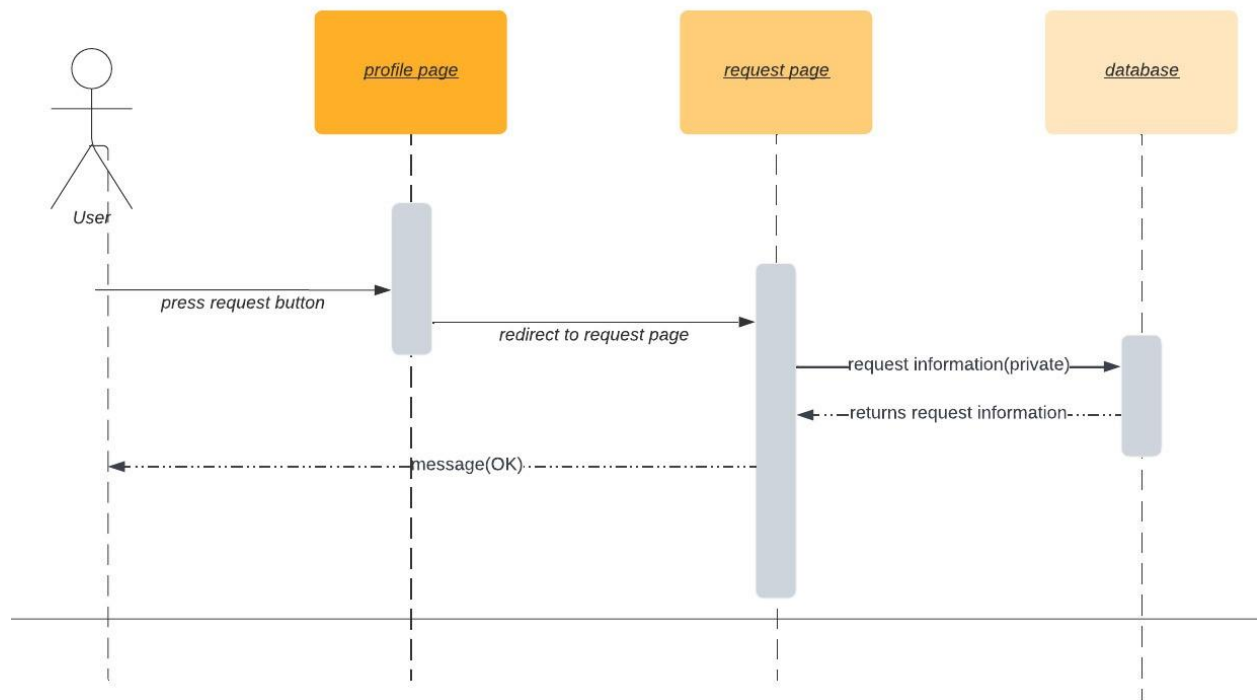 profile page
request page
database
User
press request button
redirect to request page
request information(private)
returns request information
message(OK)